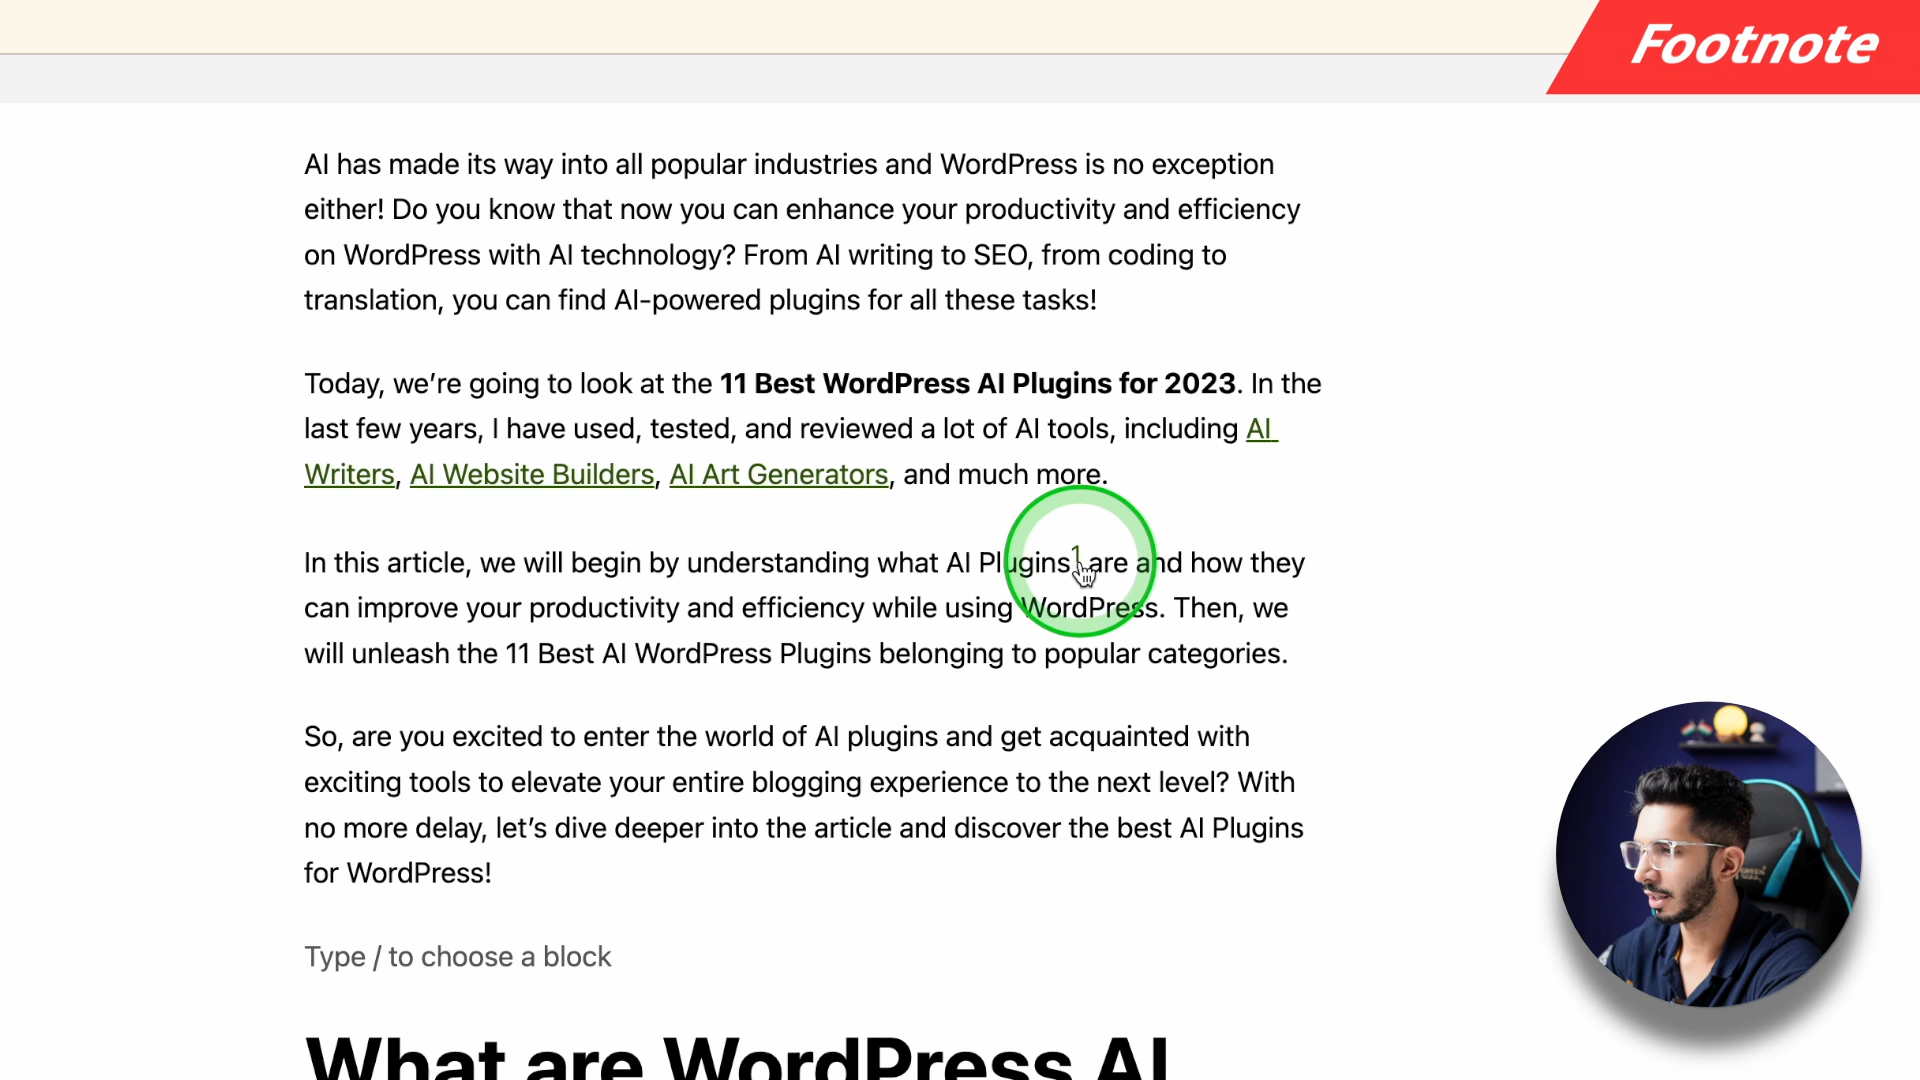 Footnote
AI has made its way into all popular industries and WordPress is no exception
either! Do you know that now you can enhance your productivity and efficiency
on WordPress with AI technology? From AI writing to SEO, from coding to
translation, you can find AI-powered plugins for all these tasks!
Today, we’re going to look at the 11 Best WordPress AI Plugins for 2023. In the
last few years, I have used, tested, and reviewed a lot of AI tools, including AI
Writers, AI Website Builders, AI Art Generators, and much more.
In this article, we will begin by understanding what AI Plugins1 are and how they
can improve your productivity and efficiency while using WordPress. Then, we
will unleash the 11 Best AI WordPress Plugins belonging to popular categories.
So, are you excited to enter the world of AI plugins and get acquainted with
exciting tools to elevate your entire blogging experience to the next level? With
no more delay, let’s dive deeper into the article and discover the best AI Plugins
for WordPress!
Type / to choose a block
What are WordPress AI